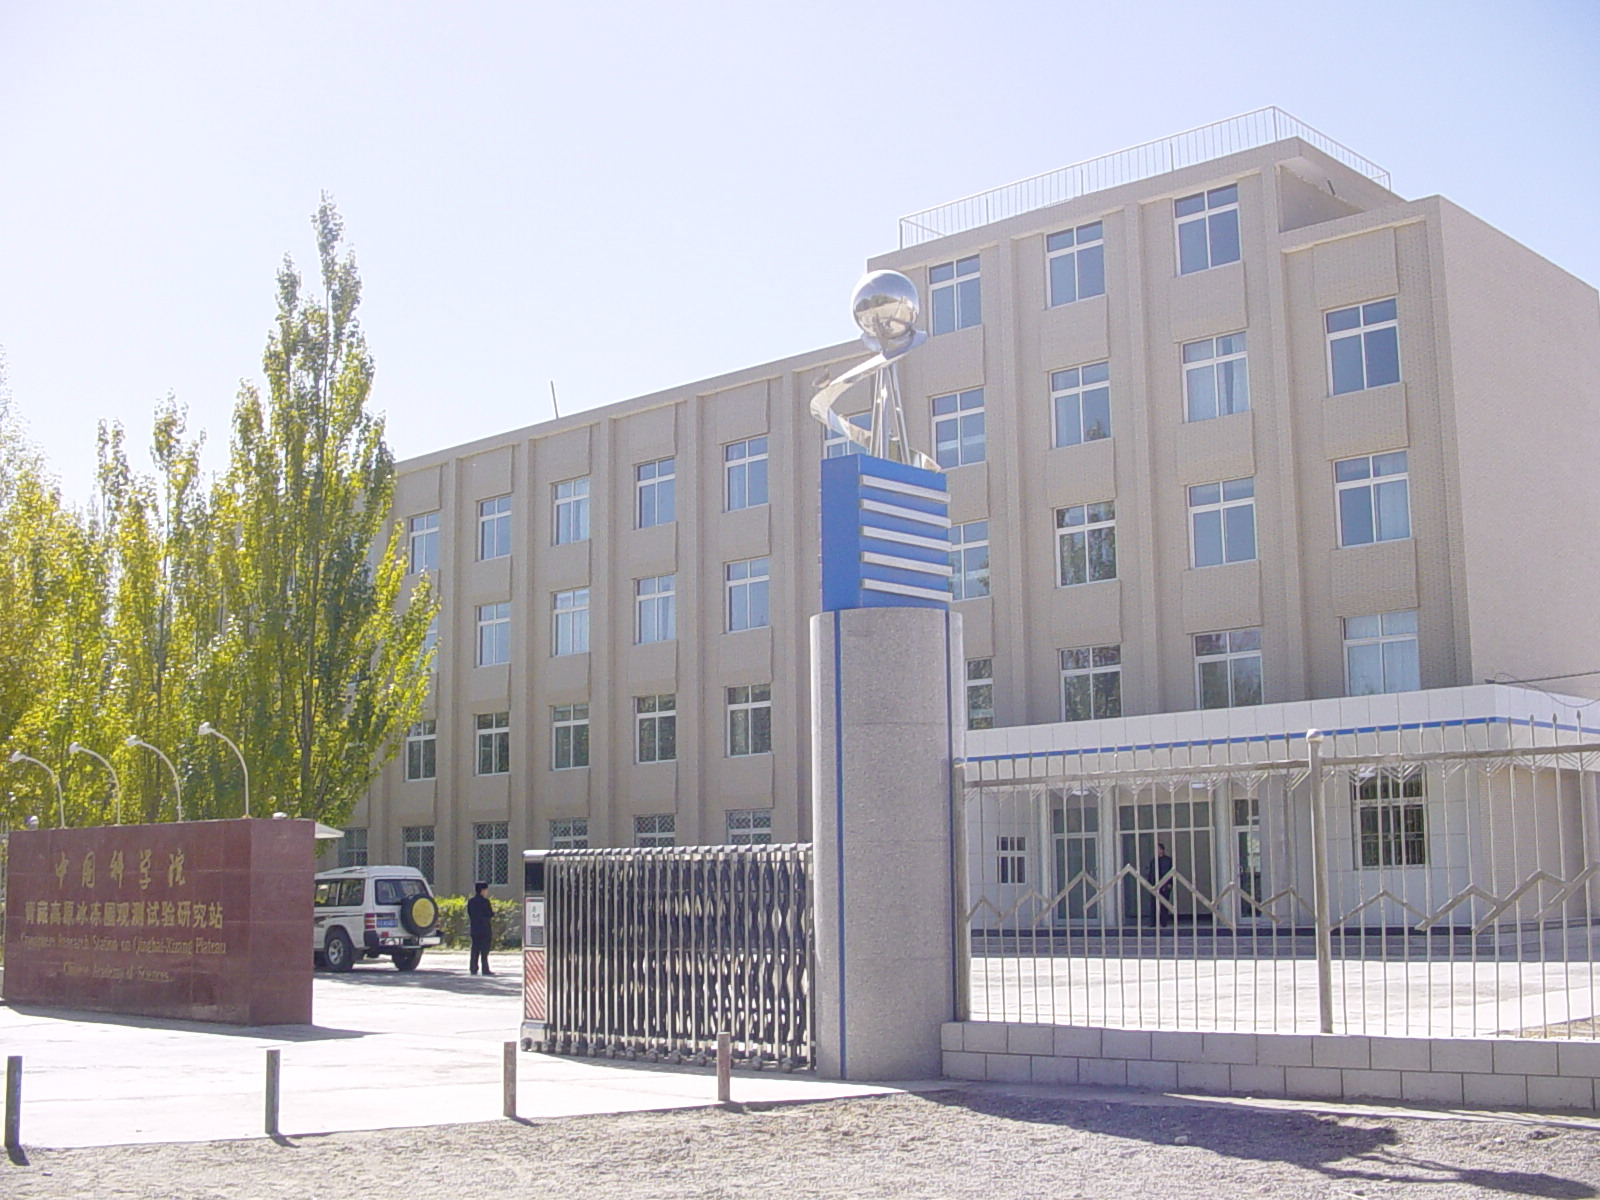 中国科学院
青藏高原冰冻圈观测试验研究站
Cryosphere Research Station on Qinghai-Xizang Plateau
Chinese Academy of Sciences